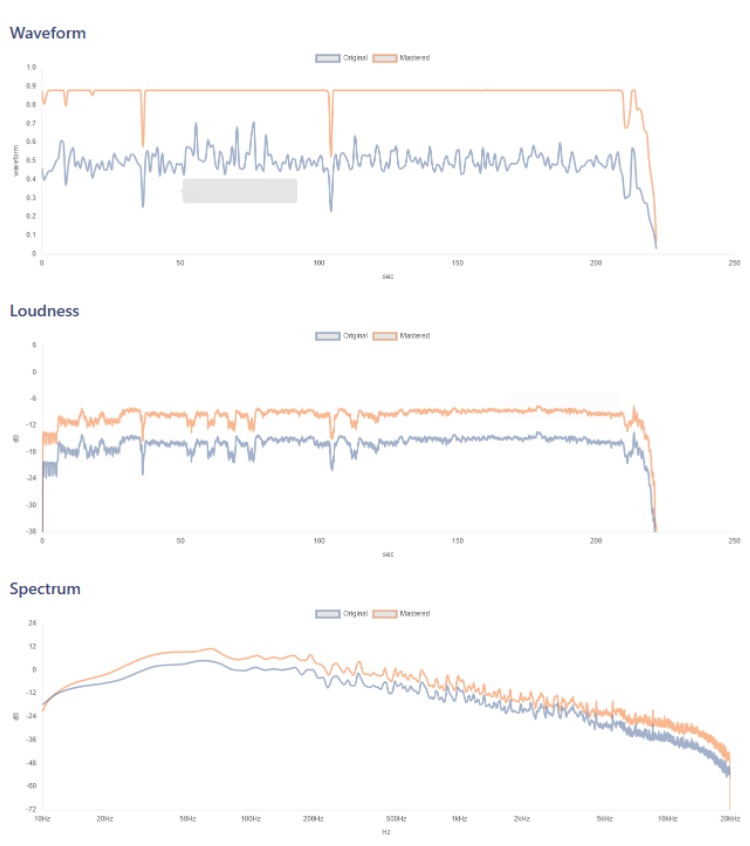 Waveform
Original Mastered
1.0
0.9
0.8
0.7
0.6
0.5
0.4
0.3
0.2
0.1
0
waveform
0 50 100 150 200 250
sec
Loudness
Original Mastered
6
0
-6
-12
-18
-24
-30
-36
dB
0 50 100 150 200 250
sec
Spectrum
Original Mastered
24
12
0
-12
-24
-36
-48
-60
-72
dB
10Hz 20Hz 50Hz 100Hz 200Hz 500Hz 1kHz 2kHz 5kHz 10kHz 20kHz
Hz